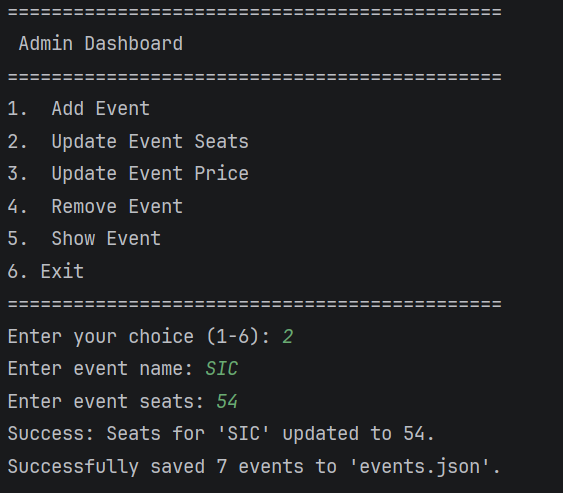 =============================================
 Admin Dashboard
=============================================
1.  Add Event
2.  Update Event Seats
3.  Update Event Price
4.  Remove Event
5.  Show Event
6. Exit
=============================================
Enter your choice (1-6): 2
Enter event name: SIC
Enter event seats: 54
Success: Seats for 'SIC' updated to 54.
Successfully saved 7 events to 'events.json'.